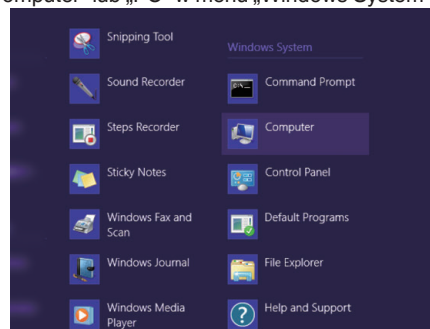 omputer" lub „PC" w menu „Windows System"
Snipping Tool
Sound Recorder
Steps Recorder
Sticky Notes
Windows Fax and
Scan
Windows Journal
Windows Media
Player
Windows System
Command Prompt
Computer
Control Panel
Default Programs
File Explorer
Help and Support